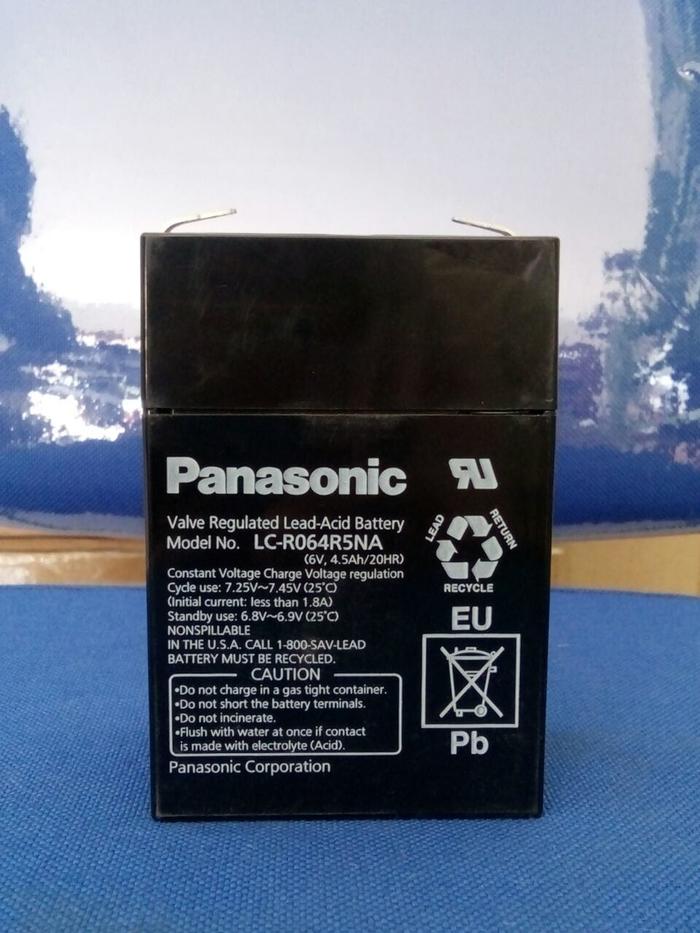 Panasonic
Valve Regulated Lead-Acid Battery
Model No. LC-R064R5NA
(6V, 4.5Ah/20HR)
Constant Voltage Charge Voltage regulation
Cycle use: 7.25V～7.45V (25℃)
(Initial current: less than 1.8A)
Standby use: 6.8V～6.9V (25℃)
NONSPILLABLE
IN THE U.S.A. CALL 1-800-SAV-LEAD
BATTERY MUST BE RECYCLED.
CAUTION
•Do not charge in a gas tight container.
•Do not short the battery terminals.
•Do not incinerate.
•Flush with water at once if contact
is made with electrolyte (Acid).
Panasonic Corporation
LEAD
RETURN
RECYCLE
EU
Pb